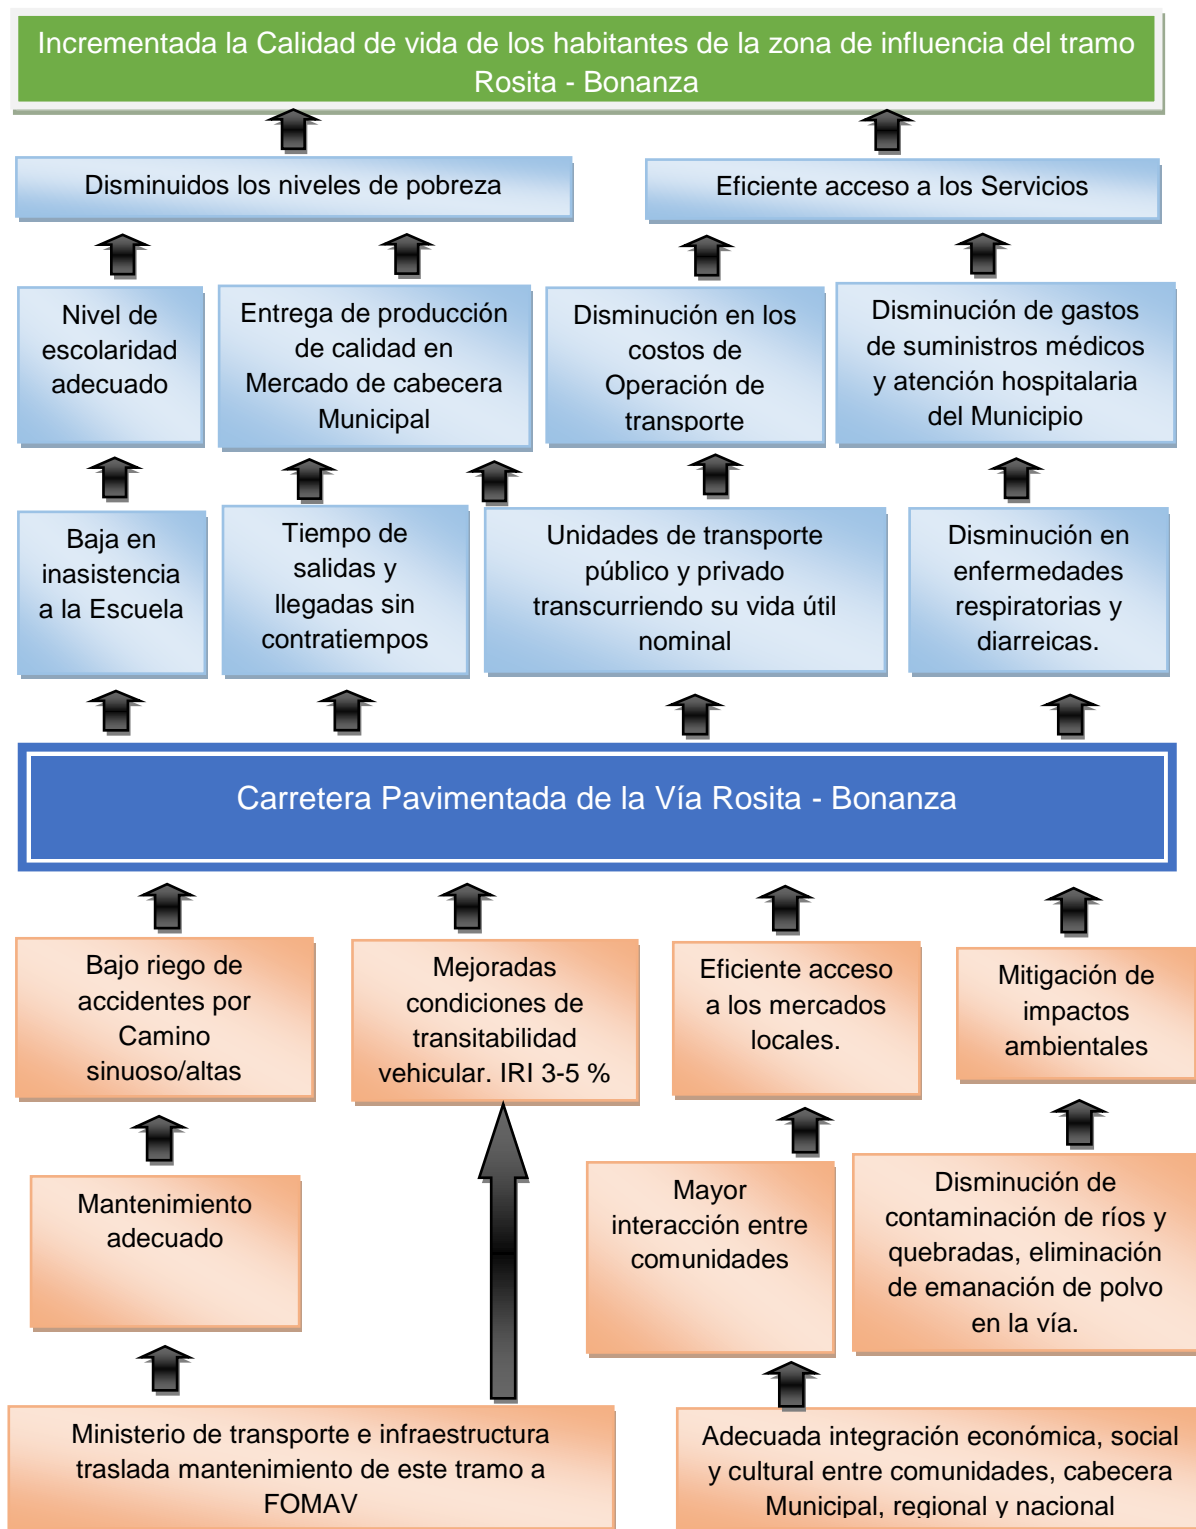 Incrementada la Calidad de vida de los habitantes de la zona de influencia del tramo
Rosita - Bonanza
Disminuidos los niveles de pobreza
Eficiente acceso a los Servicios
Nivel de
escolaridad
adecuado
Entrega de producción
de calidad en
Mercado de cabecera
Municipal
Disminución en los
costos de
Operación de
transporte
Disminución de gastos
de suministros médicos
y atención hospitalaria
del Municipio
Baja en
inasistencia
a la Escuela
Tiempo de
salidas y
llegadas sin
contratiempos
Unidades de transporte
público y privado
transcurriendo su vida útil
nominal
Disminución en
enfermedades
respiratorias y
diarreicas.
Carretera Pavimentada de la Vía Rosita - Bonanza
Bajo riego de
accidentes por
Camino
sinuoso/altas
Mejoradas
condiciones de
transitabilidad
vehicular. IRI 3-5 %
Eficiente acceso
a los mercados
locales.
Mitigación de
impactos
ambientales
Mantenimiento
adecuado
Mayor
interacción entre
comunidades
Disminución de
contaminación de ríos y
quebradas, eliminación
de emanación de polvo
en la vía.
Ministerio de transporte e infraestructura
traslada mantenimiento de este tramo a
FOMAV
Adecuada integración económica, social
y cultural entre comunidades, cabecera
Municipal, regional y nacional